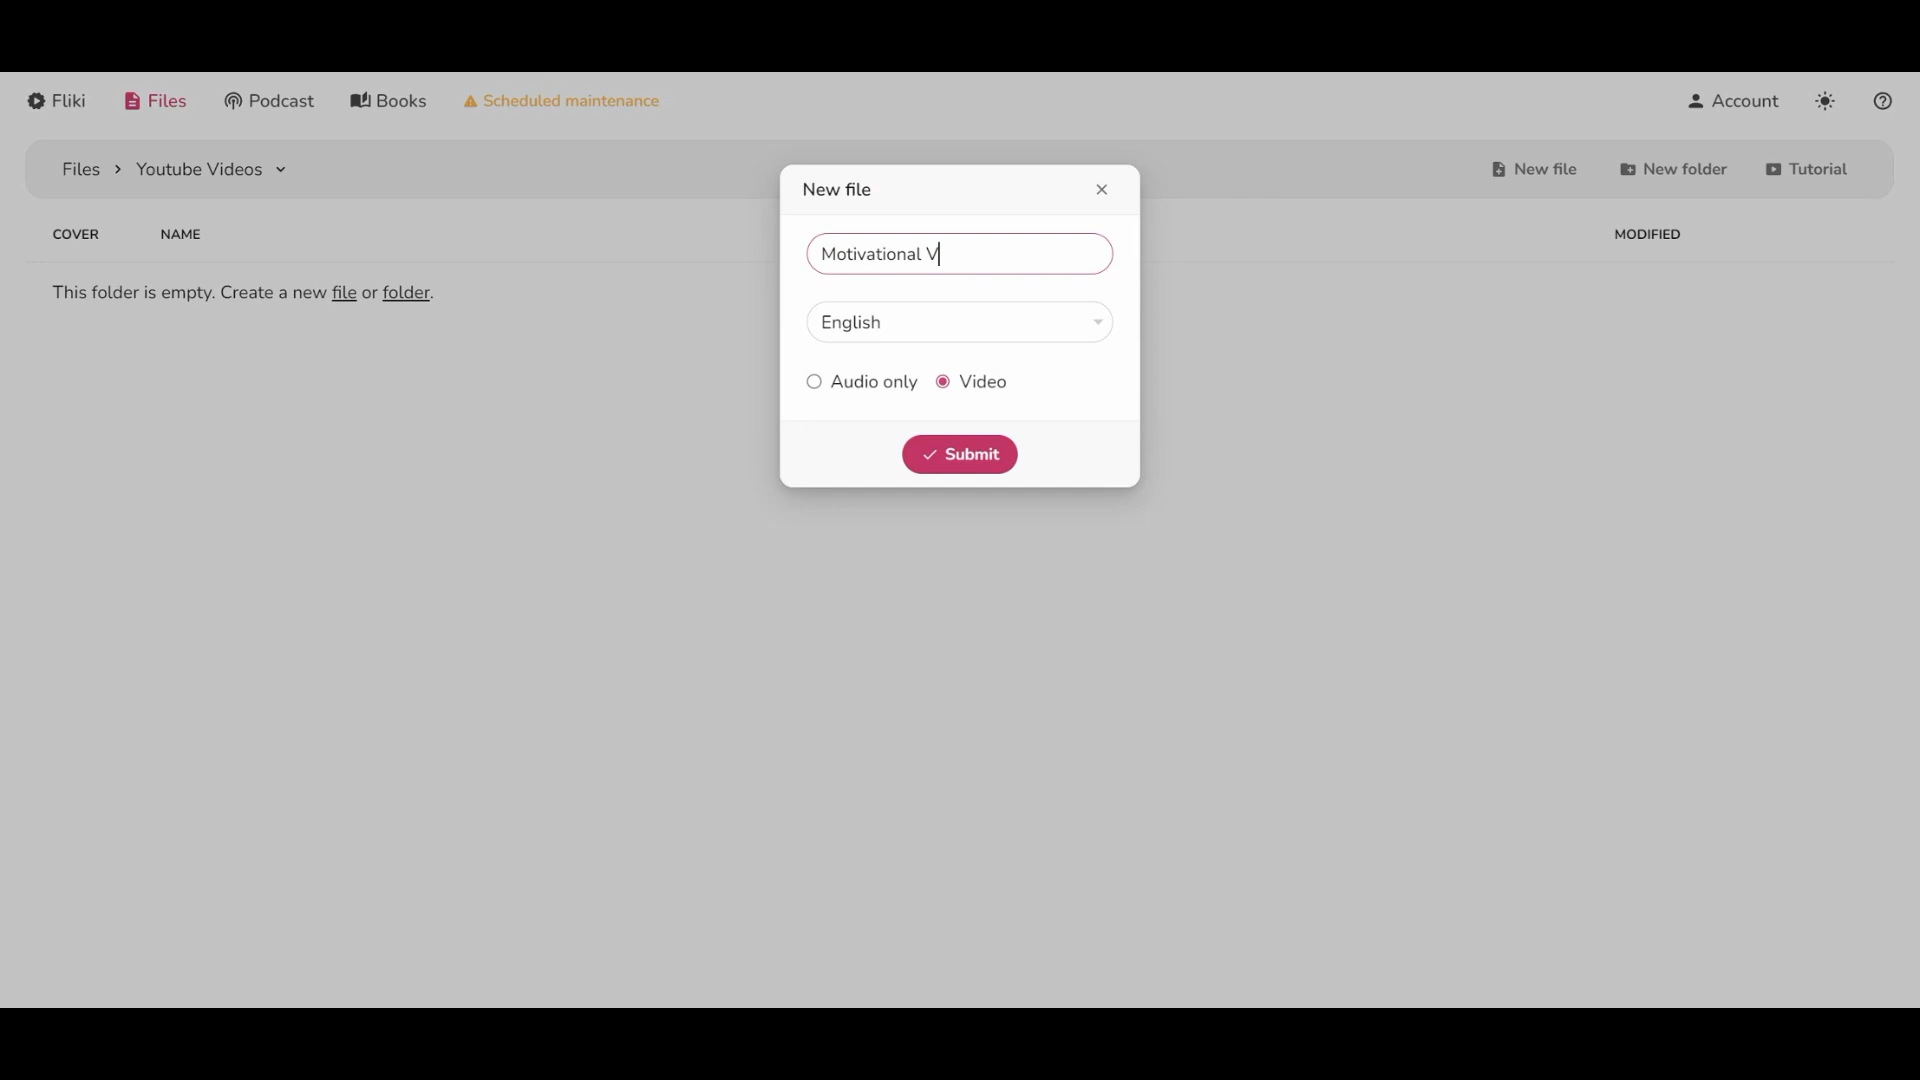 Fliki Files Podcast Books Scheduled maintenance Account
Files Youtube Videos New file New folder Tutorial
COVER NAME MODIFIED
This folder is empty. Create a new file or folder.
New file
Motivational V
English
Audio only Video
Submit